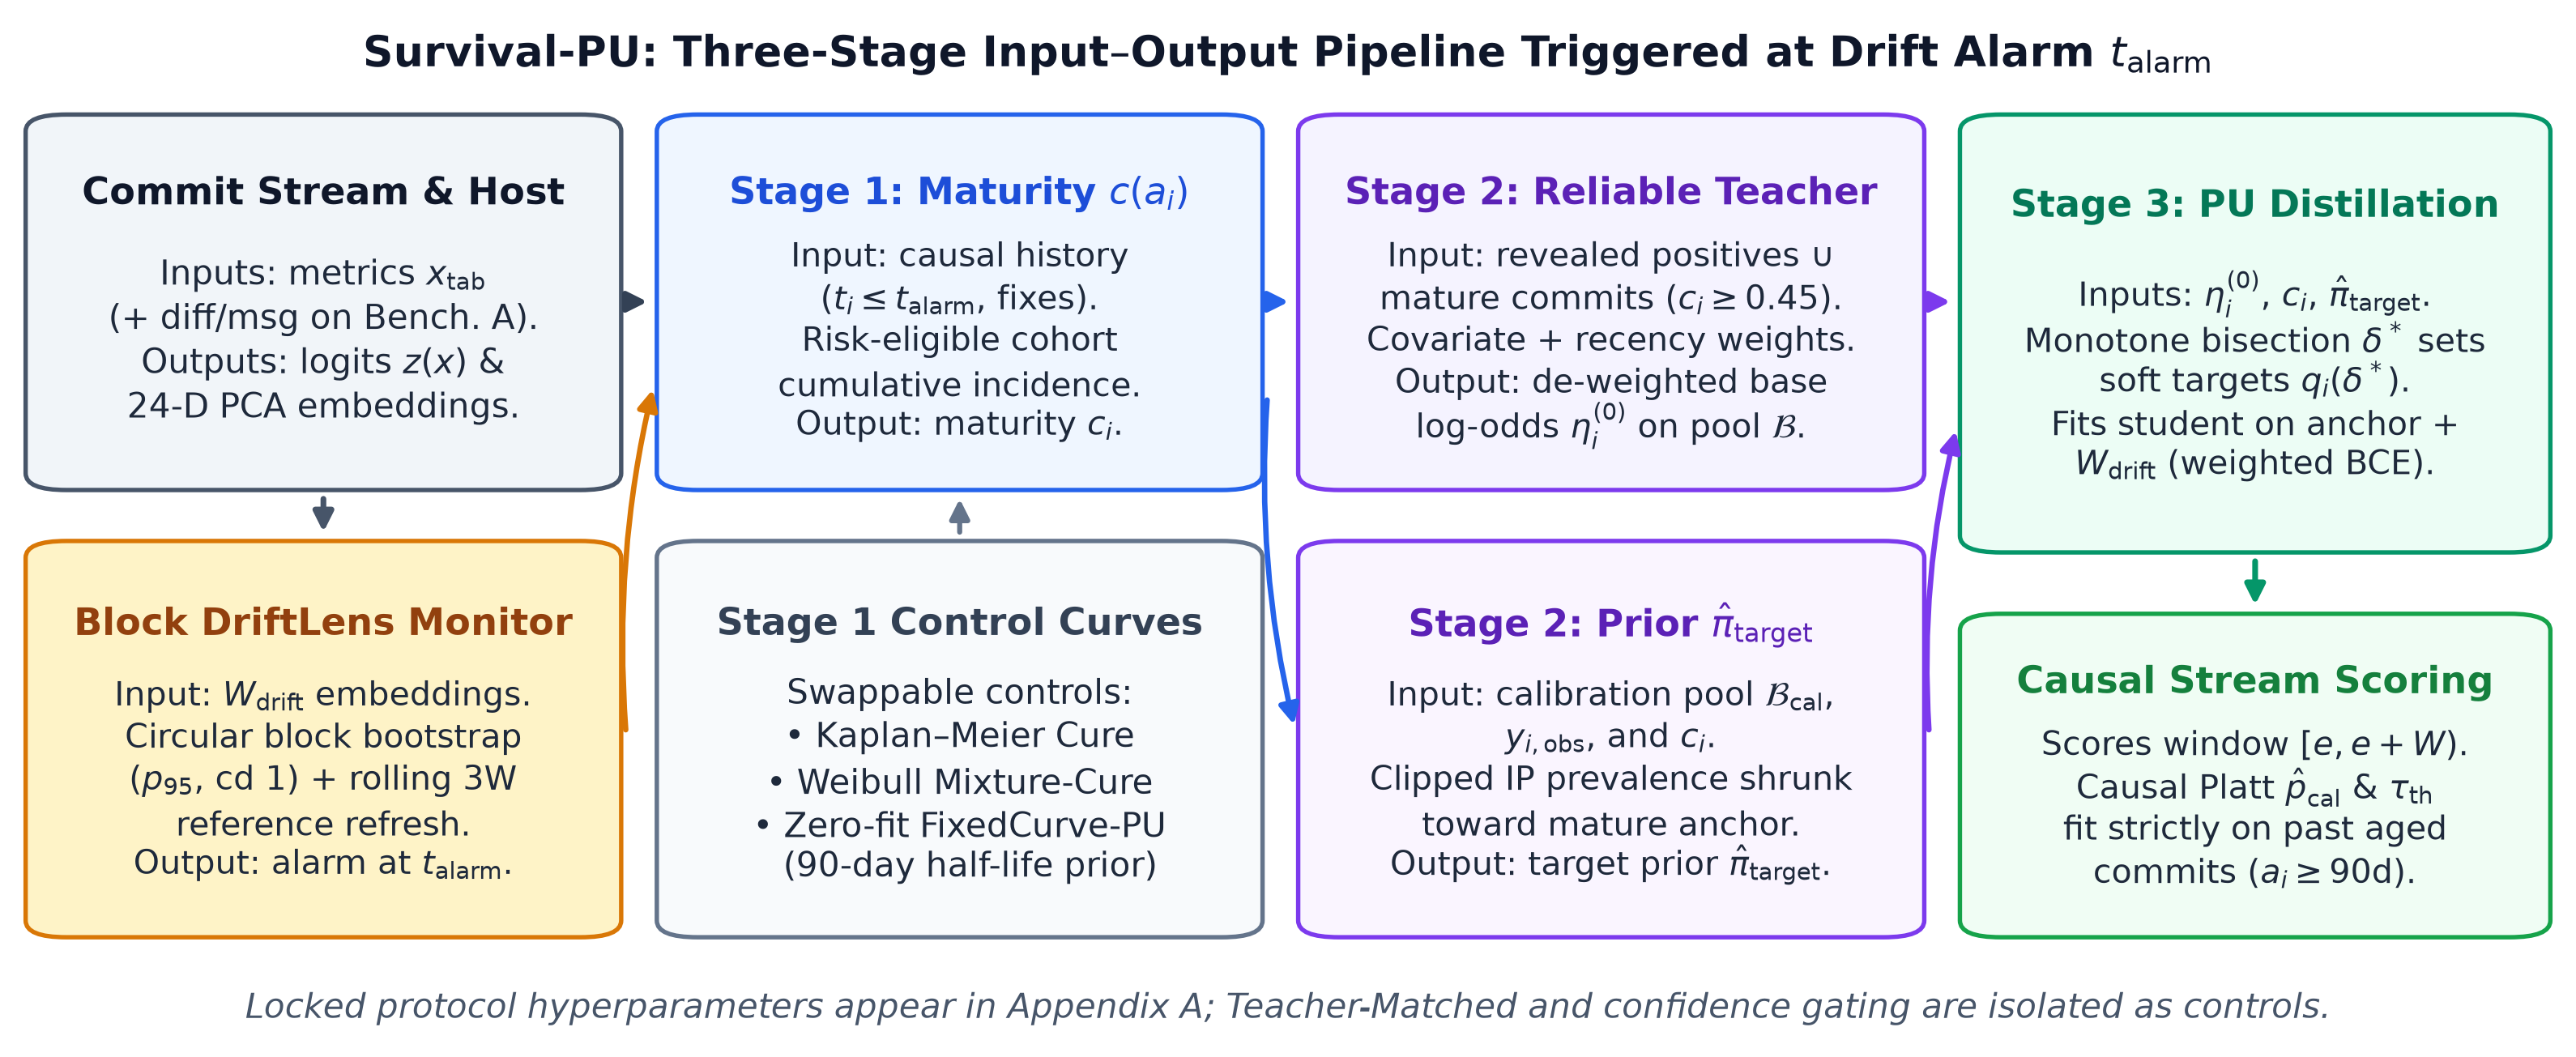 Survival-PU: Three-Stage Input–Output Pipeline Triggered at Drift Alarm t_alarm
Commit Stream & Host
Inputs: metrics x_tab
(+ diff/msg on Bench. A).
Outputs: logits z(x) &
24-D PCA embeddings.
Block DriftLens Monitor
Input: W_drift embeddings.
Circular block bootstrap
(p_95, cd 1) + rolling 3W
reference refresh.
Output: alarm at t_alarm.
Stage 1: Maturity c(a_i)
Input: causal history
(t_i ≤ t_alarm, fixes).
Risk-eligible cohort
cumulative incidence.
Output: maturity c_i.
Stage 1 Control Curves
Swappable controls:
• Kaplan–Meier Cure
• Weibull Mixture-Cure
• Zero-fit FixedCurve-PU
(90-day half-life prior)
Stage 2: Reliable Teacher
Input: revealed positives ∪
mature commits (c_i ≥ 0.45).
Covariate + recency weights.
Output: de-weighted base
log-odds η_i^(0) on pool ℬ.
Stage 2: Prior π̂_target
Input: calibration pool ℬ_cal,
y_i,obs, and c_i.
Clipped IP prevalence shrunk
toward mature anchor.
Output: target prior π̂_target.
Stage 3: PU Distillation
Inputs: η_i^(0), c_i, π̂_target.
Monotone bisection δ* sets
soft targets q_i(δ*).
Fits student on anchor +
W_drift (weighted BCE).
Causal Stream Scoring
Scores window [e, e + W).
Causal Platt p̂_cal & τ_th
fit strictly on past aged
commits (a_i ≥ 90d).
Locked protocol hyperparameters appear in Appendix A; Teacher-Matched and confidence gating are isolated as controls.